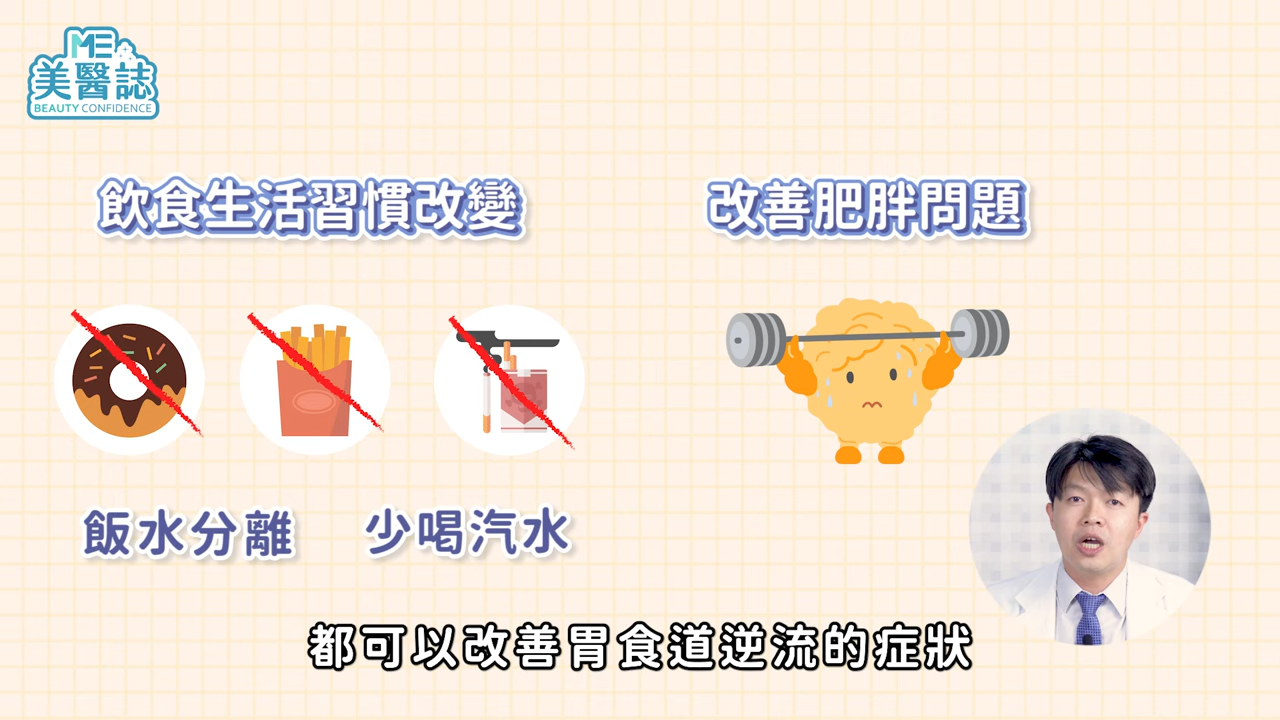 ME
美醫誌
BEAUTY CONFIDENCE
飲食生活習慣改變
改善肥胖問題
飯水分離
少喝汽水
都可以改善胃食道逆流的症狀